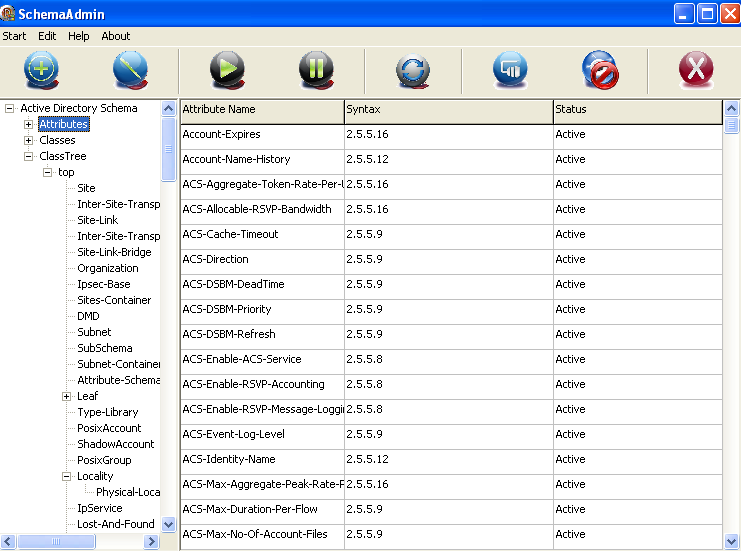 SchemaAdmin
Start Edit Help About
Active Directory Schema
Attributes
Classes
ClassTree
top
Site
Inter-Site-Transp
Site-Link
Inter-Site-Transp
Site-Link-Bridge
Organization
Ipsec-Base
Sites-Container
DMD
Subnet
SubSchema
Subnet-Container
Attribute-Schema
Leaf
Type-Library
PosixAccount
ShadowAccount
PosixGroup
Locality
Physical-Loca
IpService
Lost-And-Found
Attribute Name Syntax Status
Account-Expires 2.5.5.16 Active
Account-Name-History 2.5.5.12 Active
ACS-Aggregate-Token-Rate-Per-U 2.5.5.16 Active
ACS-Allocable-RSVP-Bandwidth 2.5.5.16 Active
ACS-Cache-Timeout 2.5.5.9 Active
ACS-Direction 2.5.5.9 Active
ACS-DSBM-DeadTime 2.5.5.9 Active
ACS-DSBM-Priority 2.5.5.9 Active
ACS-DSBM-Refresh 2.5.5.9 Active
ACS-Enable-ACS-Service 2.5.5.8 Active
ACS-Enable-RSVP-Accounting 2.5.5.8 Active
ACS-Enable-RSVP-Message-Loggi 2.5.5.8 Active
ACS-Event-Log-Level 2.5.5.9 Active
ACS-Identity-Name 2.5.5.12 Active
ACS-Max-Aggregate-Peak-Rate-P 2.5.5.16 Active
ACS-Max-Duration-Per-Flow 2.5.5.9 Active
ACS-Max-No-Of-Account-Files 2.5.5.9 Active